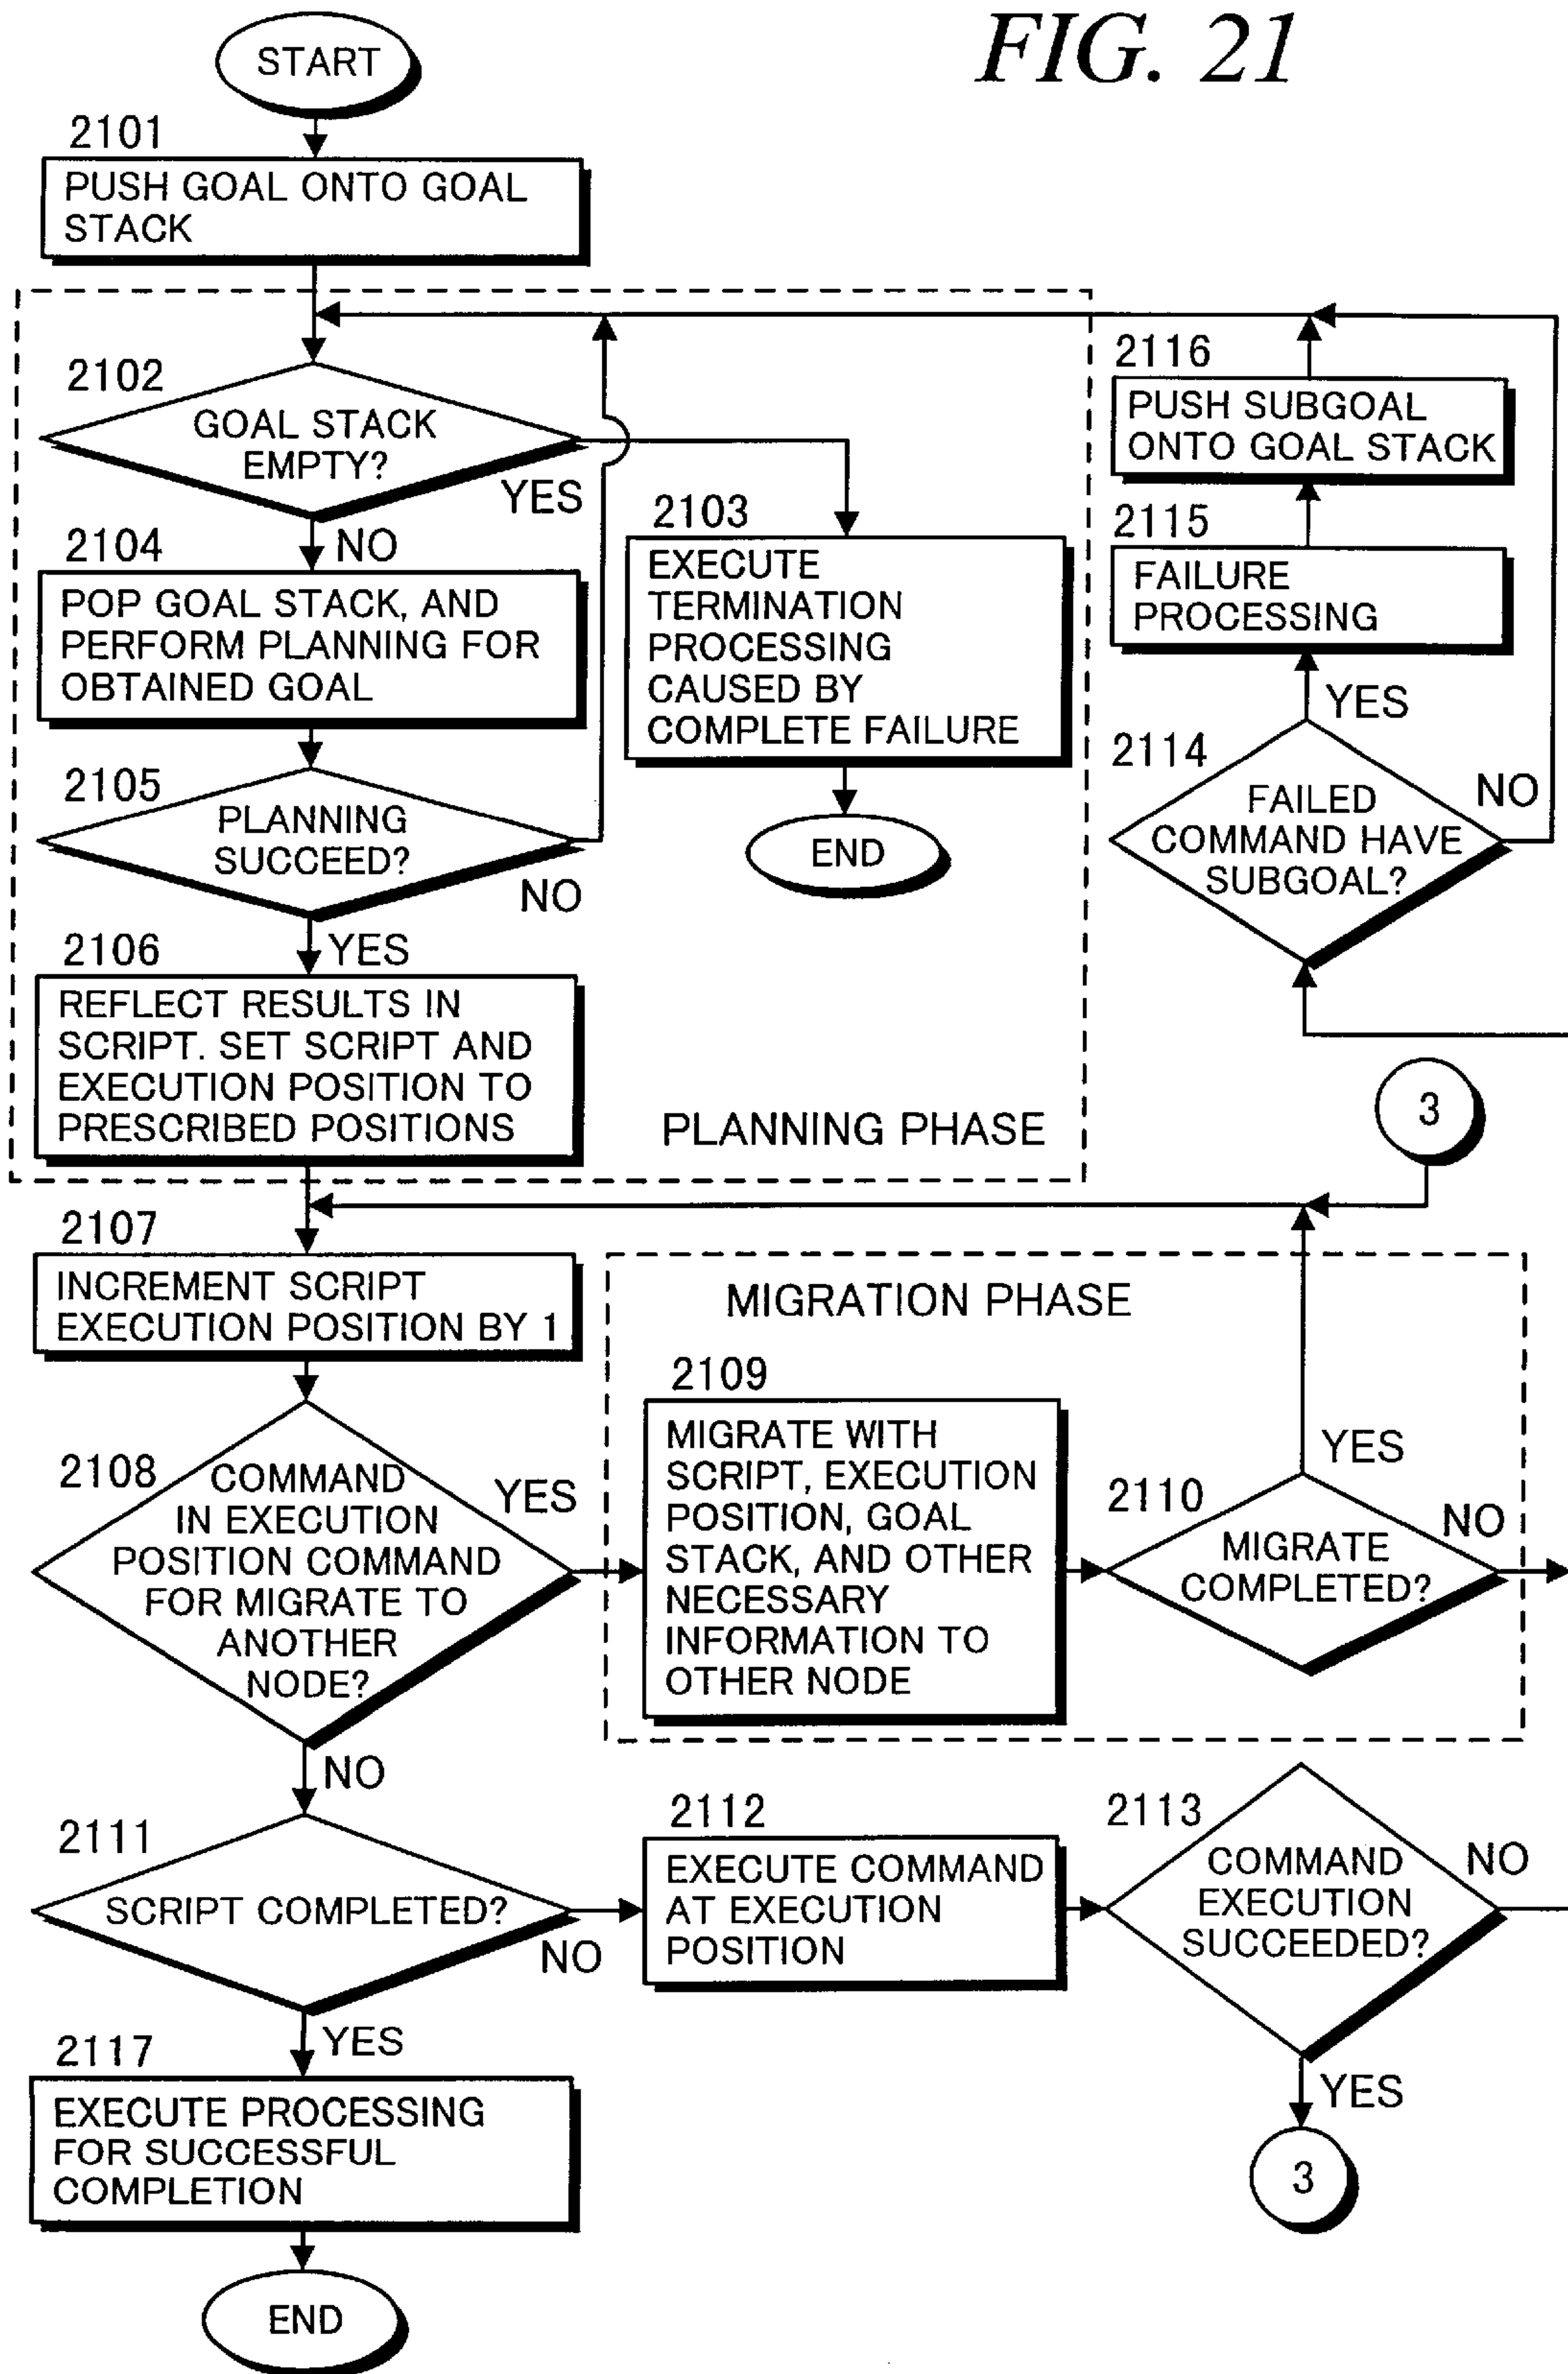 FIG. 21
START
2101
PUSH GOAL ONTO GOAL
STACK
2102
GOAL STACK
EMPTY?
YES
NO
2103
EXECUTE
TERMINATION
PROCESSING
CAUSED BY
COMPLETE FAILURE
END
2104
POP GOAL STACK, AND
PERFORM PLANNING FOR
OBTAINED GOAL
2105
PLANNING
SUCCEED?
NO
YES
2106
REFLECT RESULTS IN
SCRIPT. SET SCRIPT AND
EXECUTION POSITION TO
PRESCRIBED POSITIONS
PLANNING PHASE
2116
PUSH SUBGOAL
ONTO GOAL STACK
2115
FAILURE
PROCESSING
YES
2114
FAILED
COMMAND HAVE
SUBGOAL?
NO
3
2107
INCREMENT SCRIPT
EXECUTION POSITION BY 1
MIGRATION PHASE
2108
COMMAND
IN EXECUTION
POSITION COMMAND
FOR MIGRATE TO
ANOTHER
NODE?
YES
NO
2109
MIGRATE WITH
SCRIPT, EXECUTION
POSITION, GOAL
STACK, AND OTHER
NECESSARY
INFORMATION TO
OTHER NODE
2110
MIGRATE
COMPLETED?
YES
NO
2111
SCRIPT COMPLETED?
NO
YES
2112
EXECUTE COMMAND
AT EXECUTION
POSITION
2113
COMMAND
EXECUTION
SUCCEEDED?
NO
YES
3
2117
EXECUTE PROCESSING
FOR SUCCESSFUL
COMPLETION
END